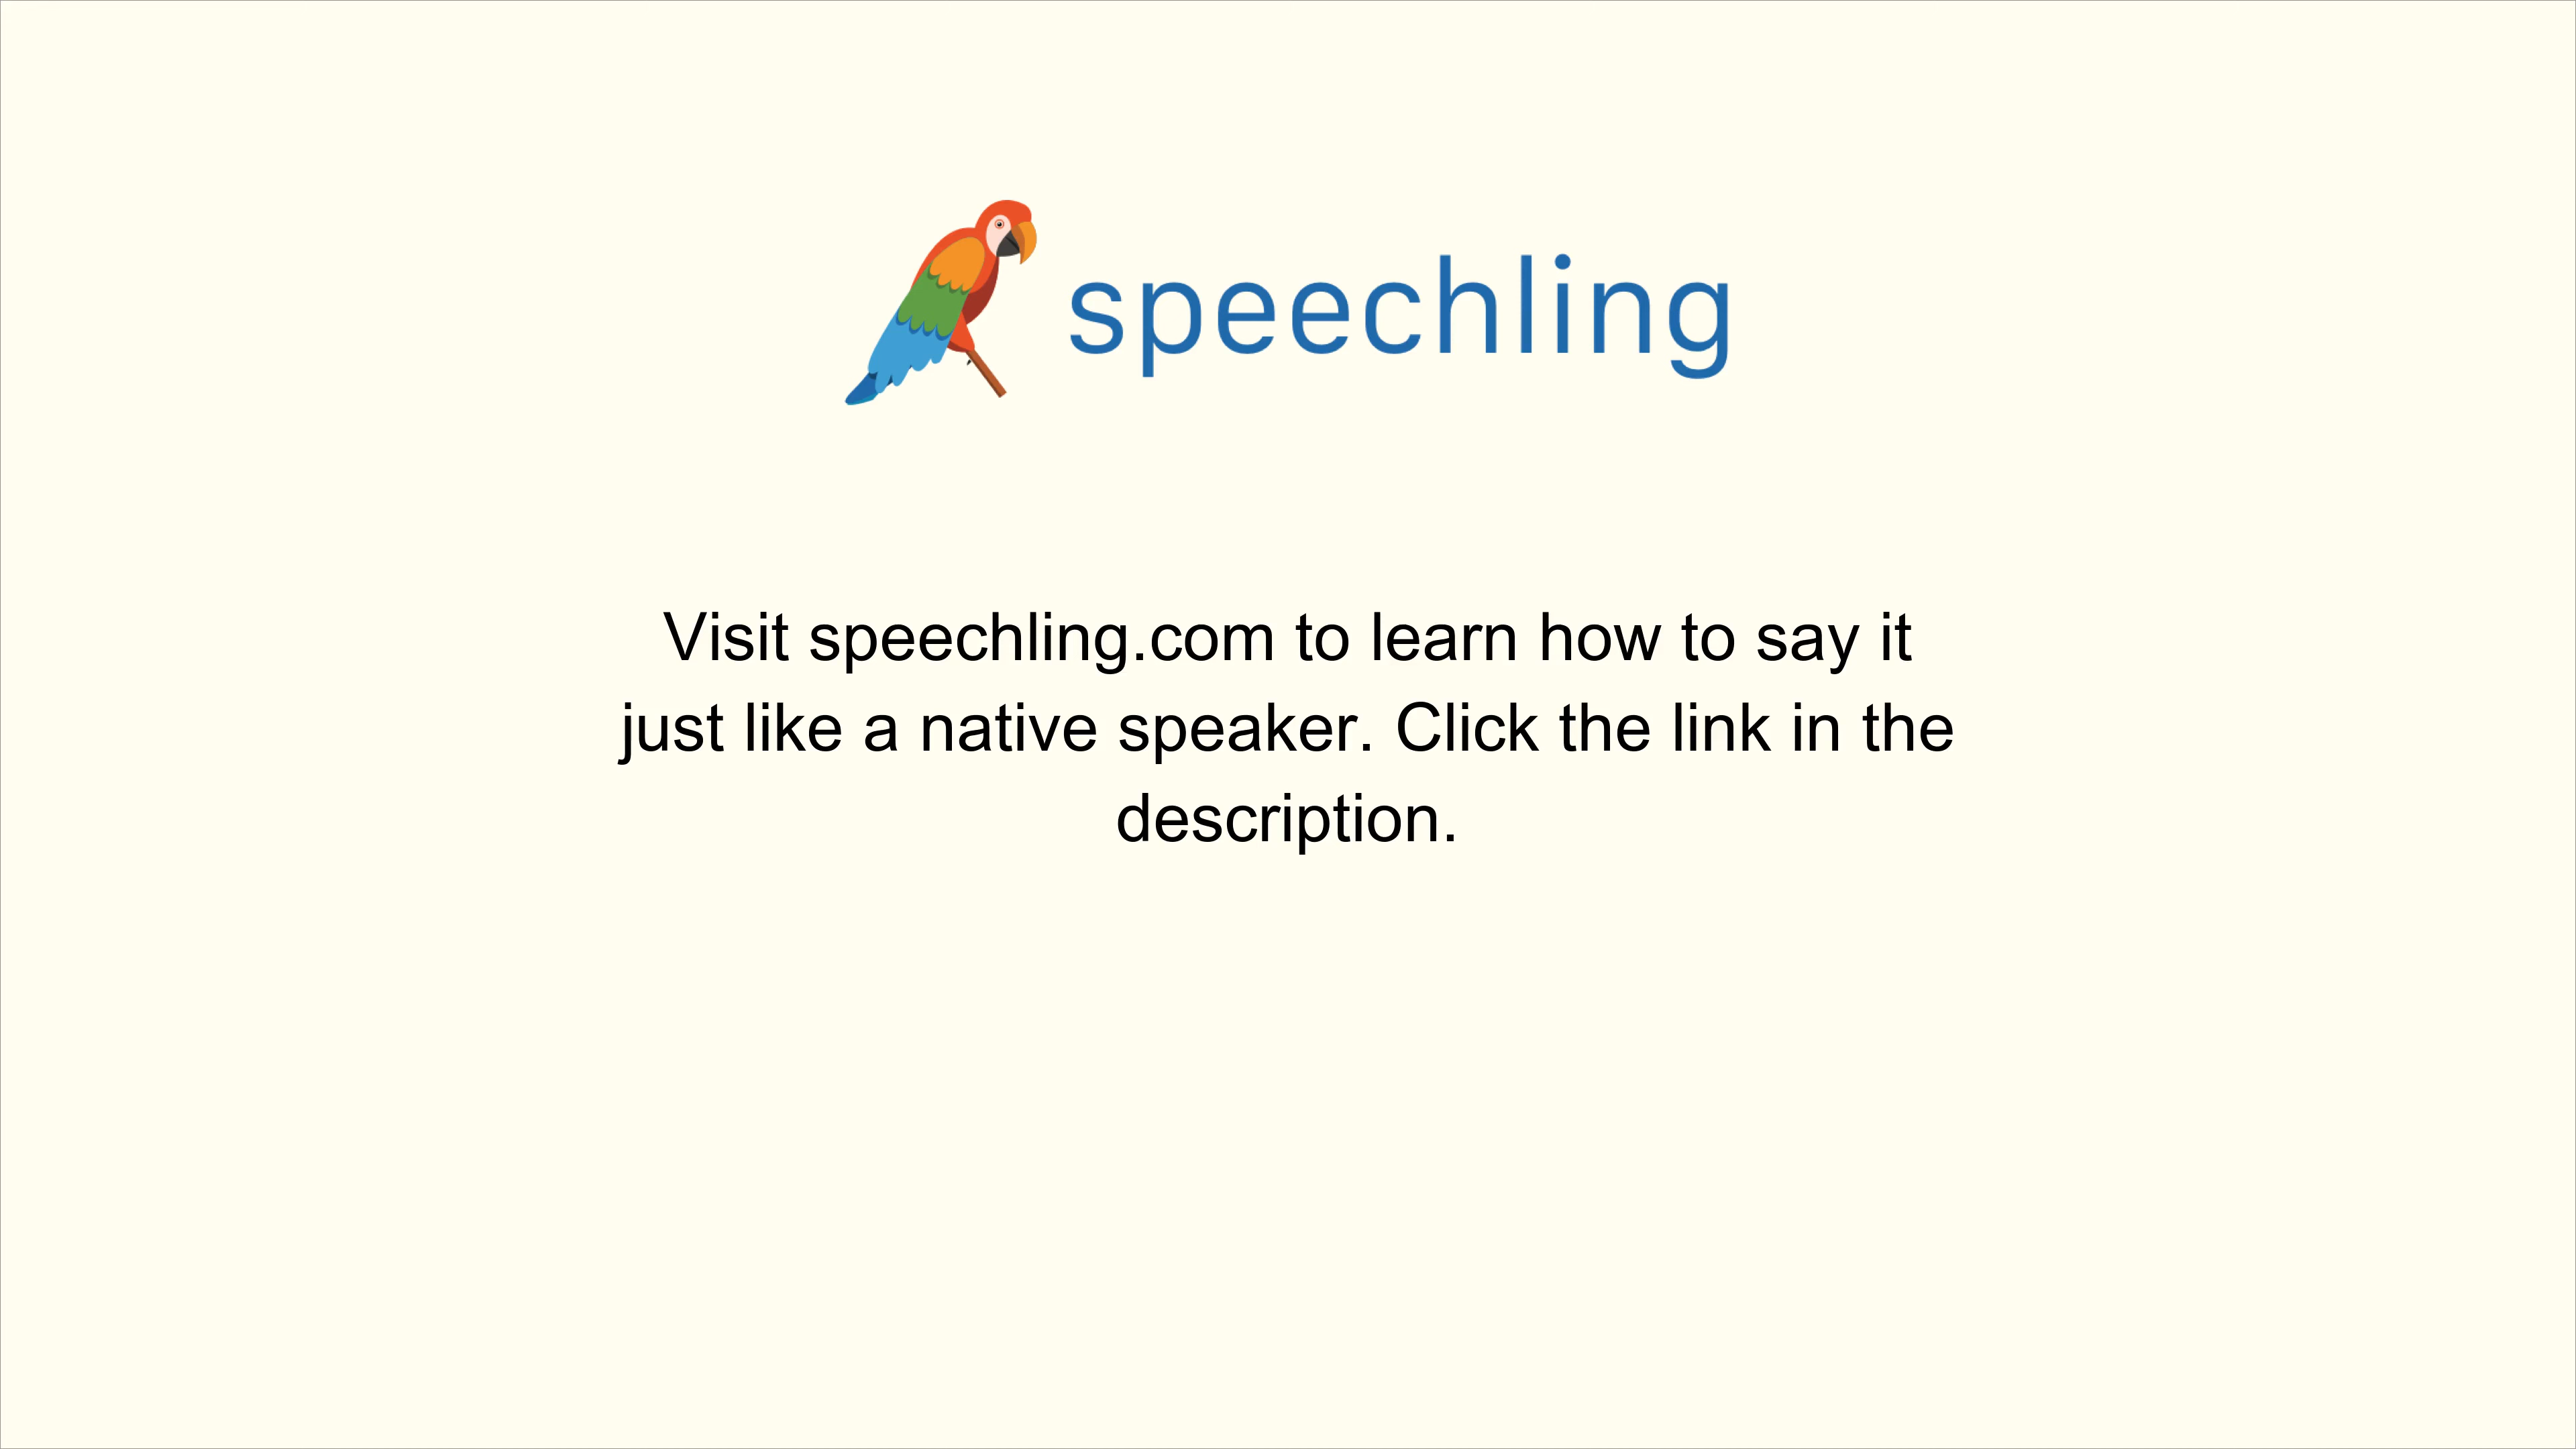 speechling
Visit speechling.com to learn how to say it
just like a native speaker. Click the link in the
description.